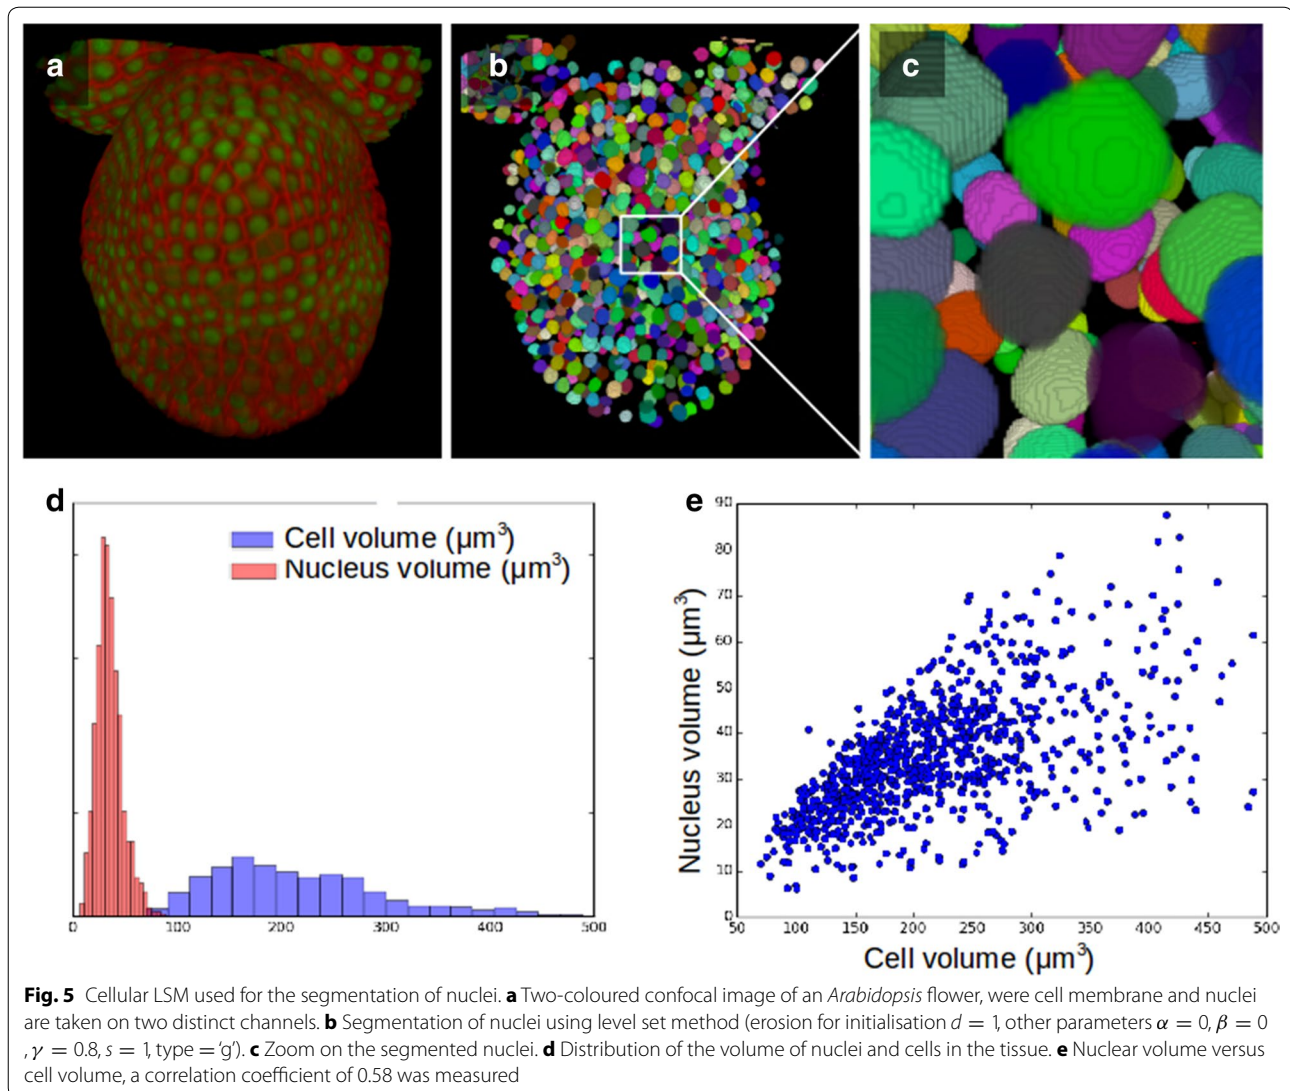 a
b
c
d
Cell volume (μm³)
Nucleus volume (μm³)
0 100 200 300 400 500
e
90
80
70
60
50
40
30
20
10
0
Nucleus volume (μm³)
50 100 150 200 250 300 350 400 450 500
Cell volume (μm³)
Fig. 5 Cellular LSM used for the segmentation of nuclei. a Two-coloured confocal image of an Arabidopsis flower, were cell membrane and nuclei
are taken on two distinct channels. b Segmentation of nuclei using level set method (erosion for initialisation d = 1, other parameters α = 0, β = 0
, γ = 0.8, s = 1, type = 'g'). c Zoom on the segmented nuclei. d Distribution of the volume of nuclei and cells in the tissue. e Nuclear volume versus
cell volume, a correlation coefficient of 0.58 was measured